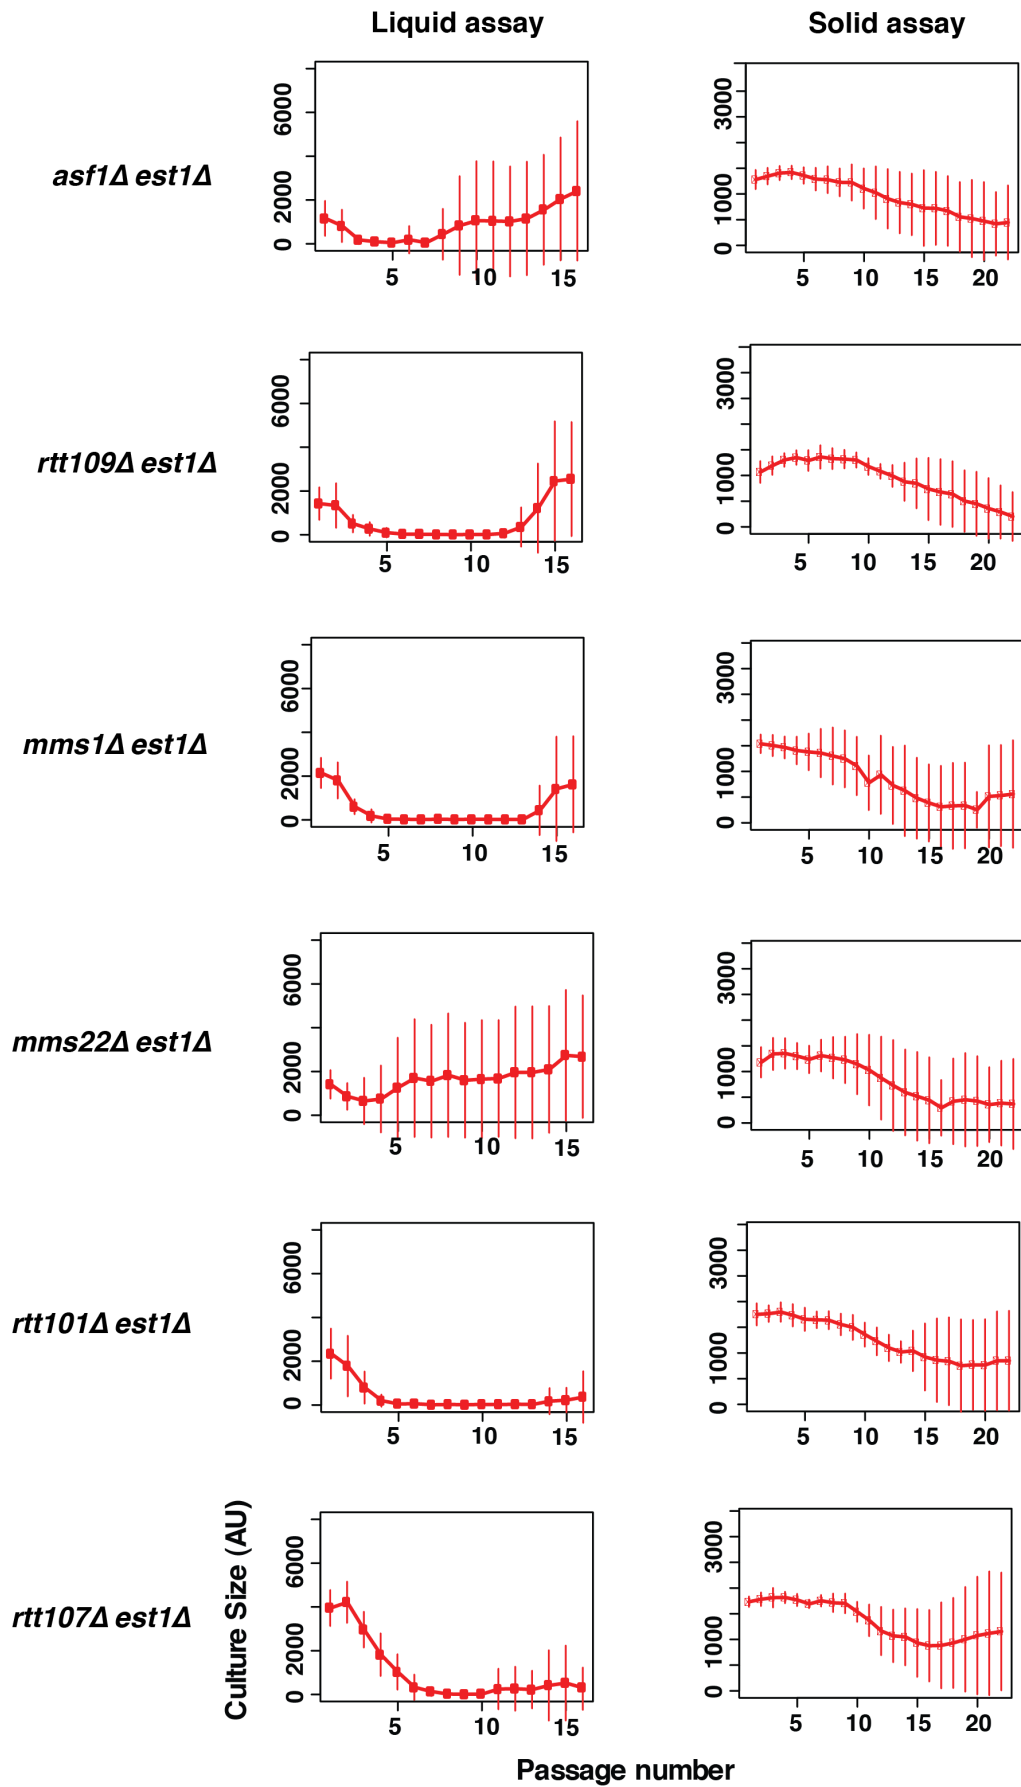 Liquid assay Solid assay
asf1Δ est1Δ
0 2000 6000
5 10 15
0 1000 3000
5 10 15 20
rtt109Δ est1Δ
0 2000 6000
5 10 15
0 1000 3000
5 10 15 20
mms1Δ est1Δ
0 2000 6000
5 10 15
0 1000 3000
5 10 15 20
mms22Δ est1Δ
0 2000 6000
5 10 15
0 1000 3000
5 10 15 20
rtt101Δ est1Δ
0 2000 6000
5 10 15
0 1000 3000
5 10 15 20
rtt107Δ est1Δ
Culture Size (AU)
0 2000 6000
5 10 15
0 1000 3000
5 10 15 20
Passage number